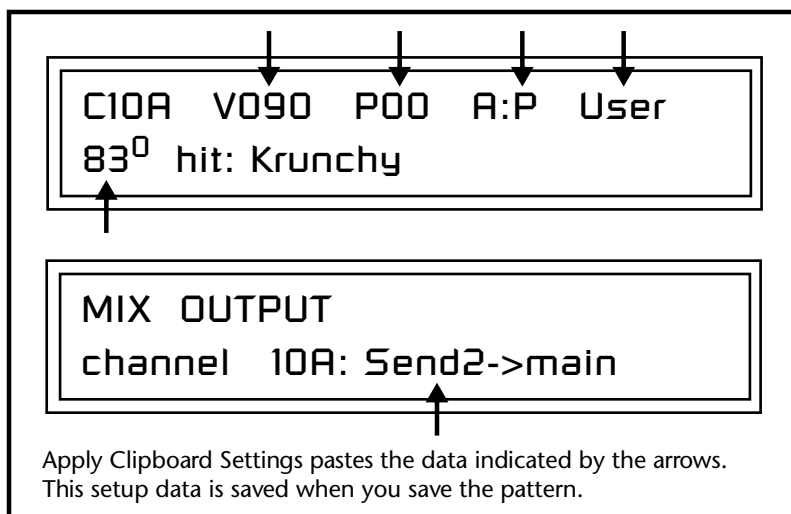 C10A V090 P00 A:P User
83⁰ hit: Krunchy
MIX OUTPUT
channel 10A: Send2->main
Apply Clipboard Settings pastes the data indicated by the arrows.
This setup data is saved when you save the pattern.